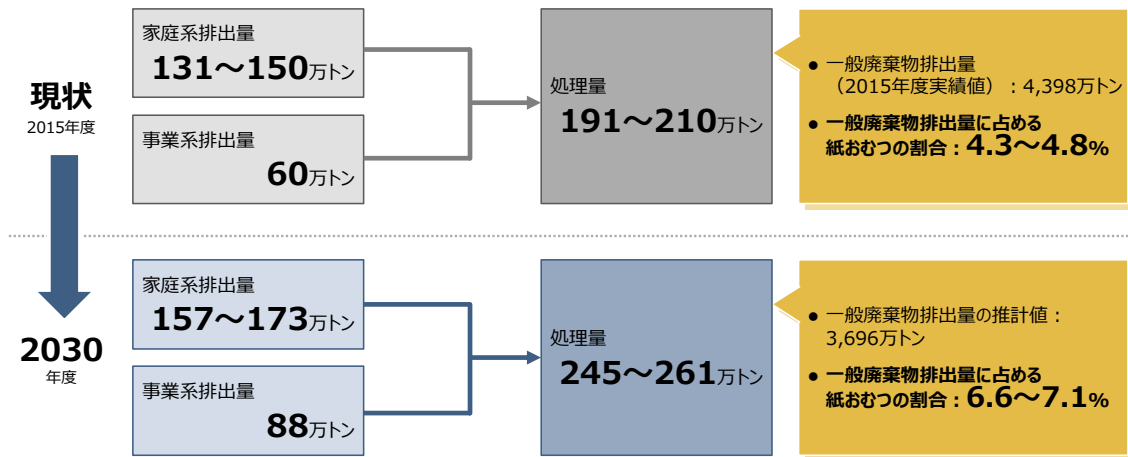 現状
2015年度
家庭系排出量
131～150万トン
事業系排出量
60万トン
処理量
191～210万トン
● 一般廃棄物排出量
（2015年度実績値）：4,398万トン
● 一般廃棄物排出量に占める
紙おむつの割合：4.3～4.8%
2030
年度
家庭系排出量
157～173万トン
事業系排出量
88万トン
処理量
245～261万トン
● 一般廃棄物排出量の推計値：
3,696万トン
● 一般廃棄物排出量に占める
紙おむつの割合：6.6～7.1%